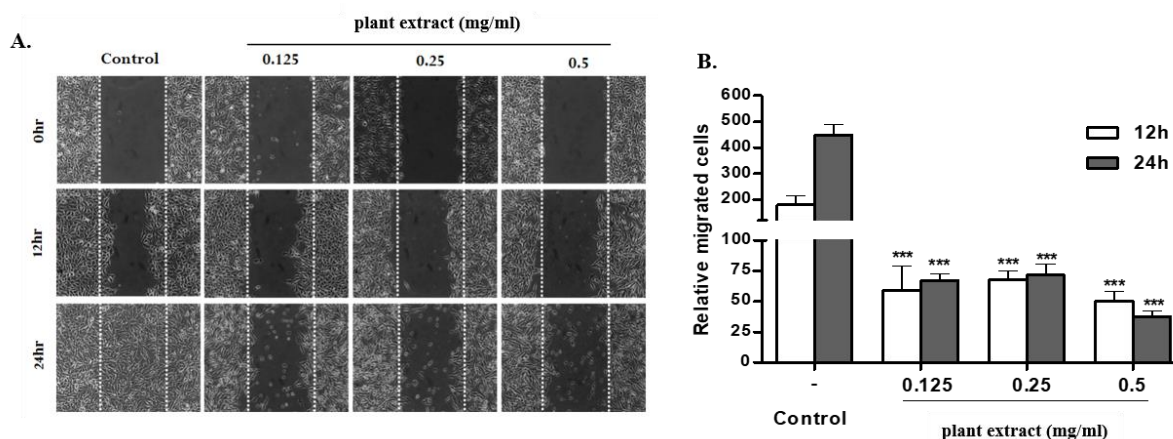 A.
plant extract (mg/ml)
Control 0.125 0.25 0.5
0hr
12hr
24hr
B.
Relative migrated cells
600
500
400
300
200
100
75
50
25
0
12h
24h
*** *** *** *** *** ***
- 0.125 0.25 0.5
Control
plant extract (mg/ml)